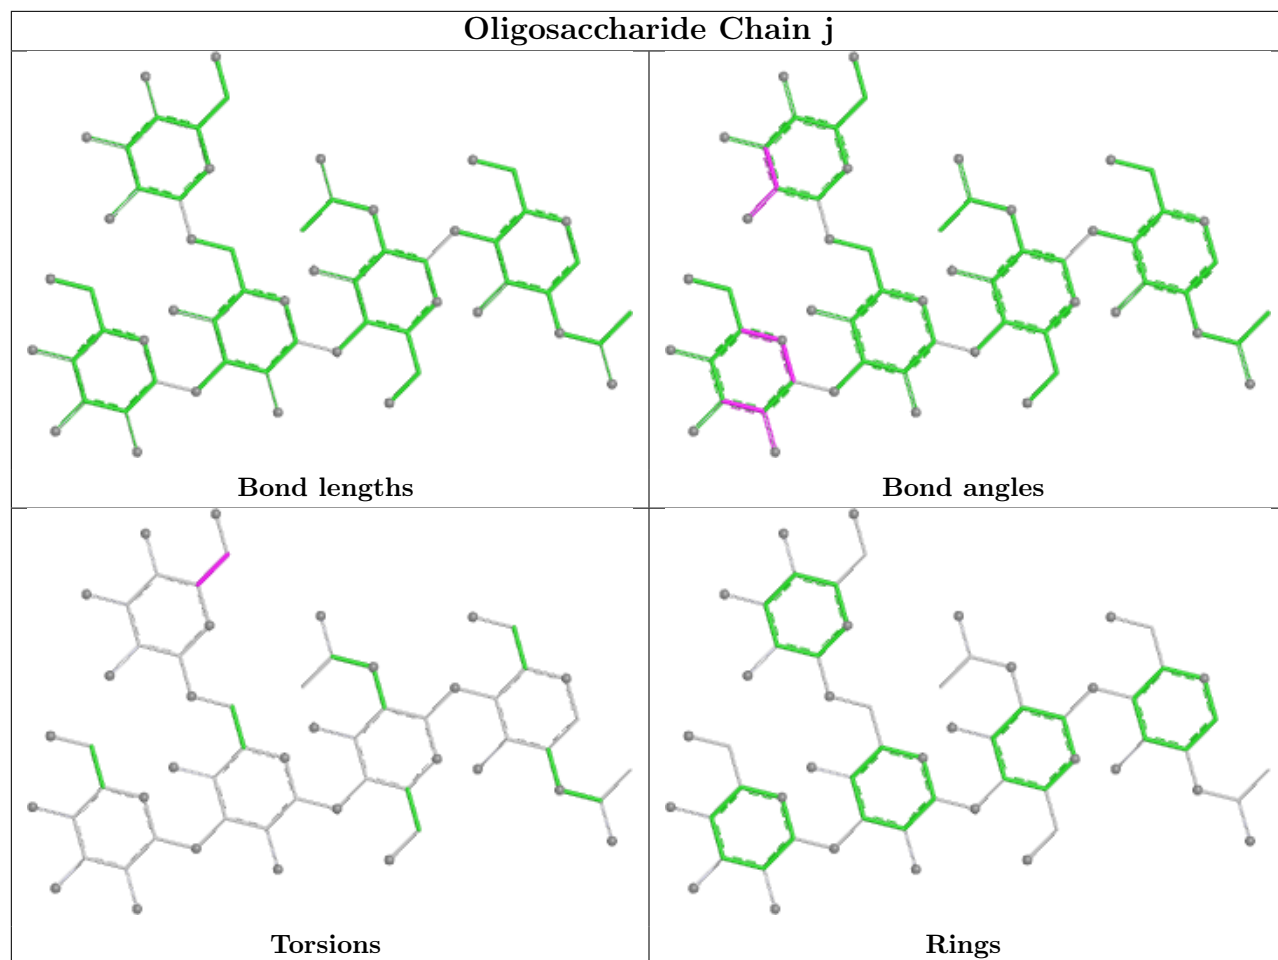 Oligosaccharide Chain j
Bond lengths
Bond angles
Torsions
Rings